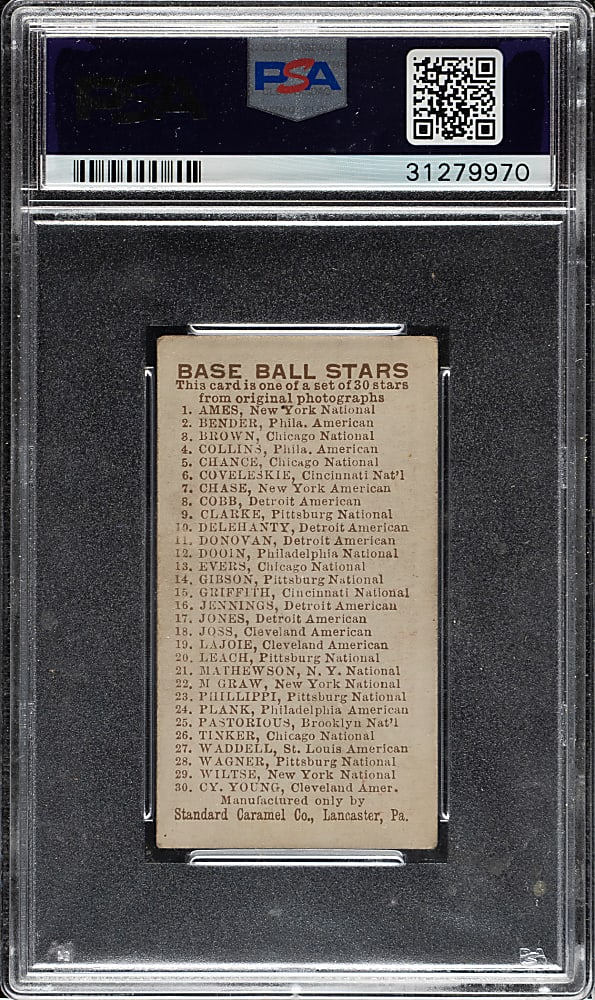 PSA
PSA
31279970
BASE BALL STARS
This card is one of a set of 30 stars
from original photographs
1. AMES, New York National
2. BENDER, Phila. American
3. BROWN, Chicago National
4. COLLINS, Phila. American
5. CHANCE, Chicago National
6. COVELESKIE, Cincinnati Nat'l
7. CHASE, New York American
8. COBB, Detroit American
9. CLARKE, Pittsburg National
10. DELEHANTY, Detroit American
11. DONOVAN, Detroit American
12. DOOIN, Philadelphia National
13. EVERS, Chicago National
14. GIBSON, Pittsburg National
15. GRIFFITH, Cincinnati National
16. JENNINGS, Detroit American
17. JONES, Detroit American
18. JOSS, Cleveland American
19. LAJOIE, Cleveland American
20. LEACH, Pittsburg National
21. MATHEWSON, N. Y. National
22. M GRAW, New York National
23. PHILLIPPI, Pittsburg National
24. PLANK, Philadelphia American
25. PASTORIOUS, Brooklyn Nat'l
26. TINKER, Chicago National
27. WADDELL, St. Louis American
28. WAGNER, Pittsburg National
29. WILTSE, New York National
30. CY. YOUNG, Cleveland Amer.
Manufactured only by
Standard Caramel Co., Lancaster, Pa.
PSA